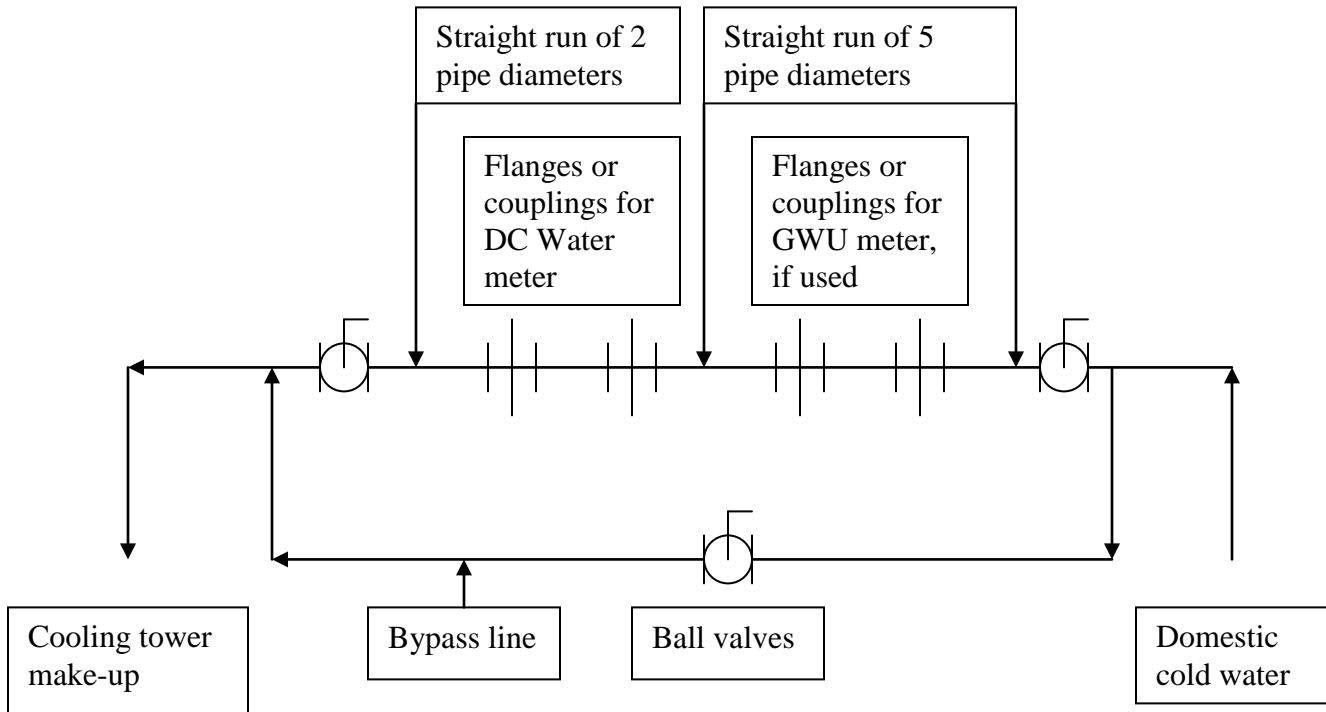 Straight run of 2
pipe diameters
Straight run of 5
pipe diameters
Flanges or
couplings for
DC Water
meter
Flanges or
couplings for
GWU meter,
if used
Cooling tower
make-up
Bypass line
Ball valves
Domestic
cold water